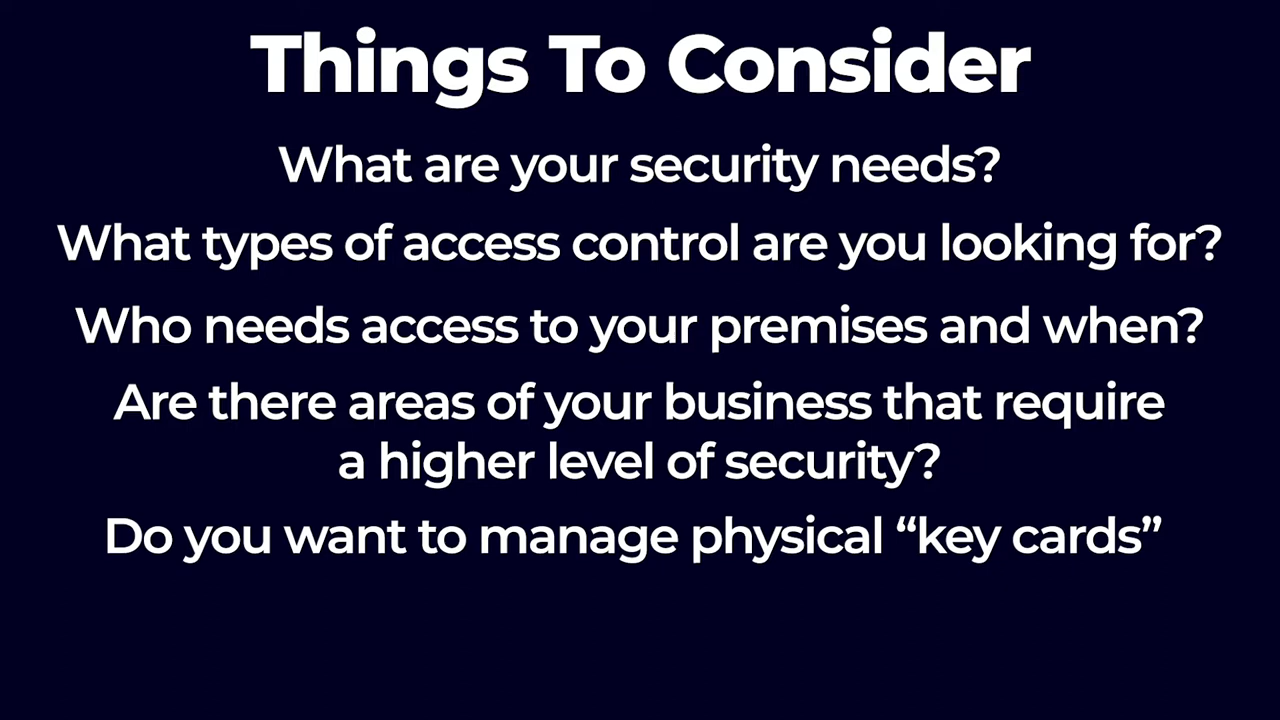 Things To Consider
What are your security needs?
What types of access control are you looking for?
Who needs access to your premises and when?
Are there areas of your business that require
a higher level of security?
Do you want to manage physical “key cards”